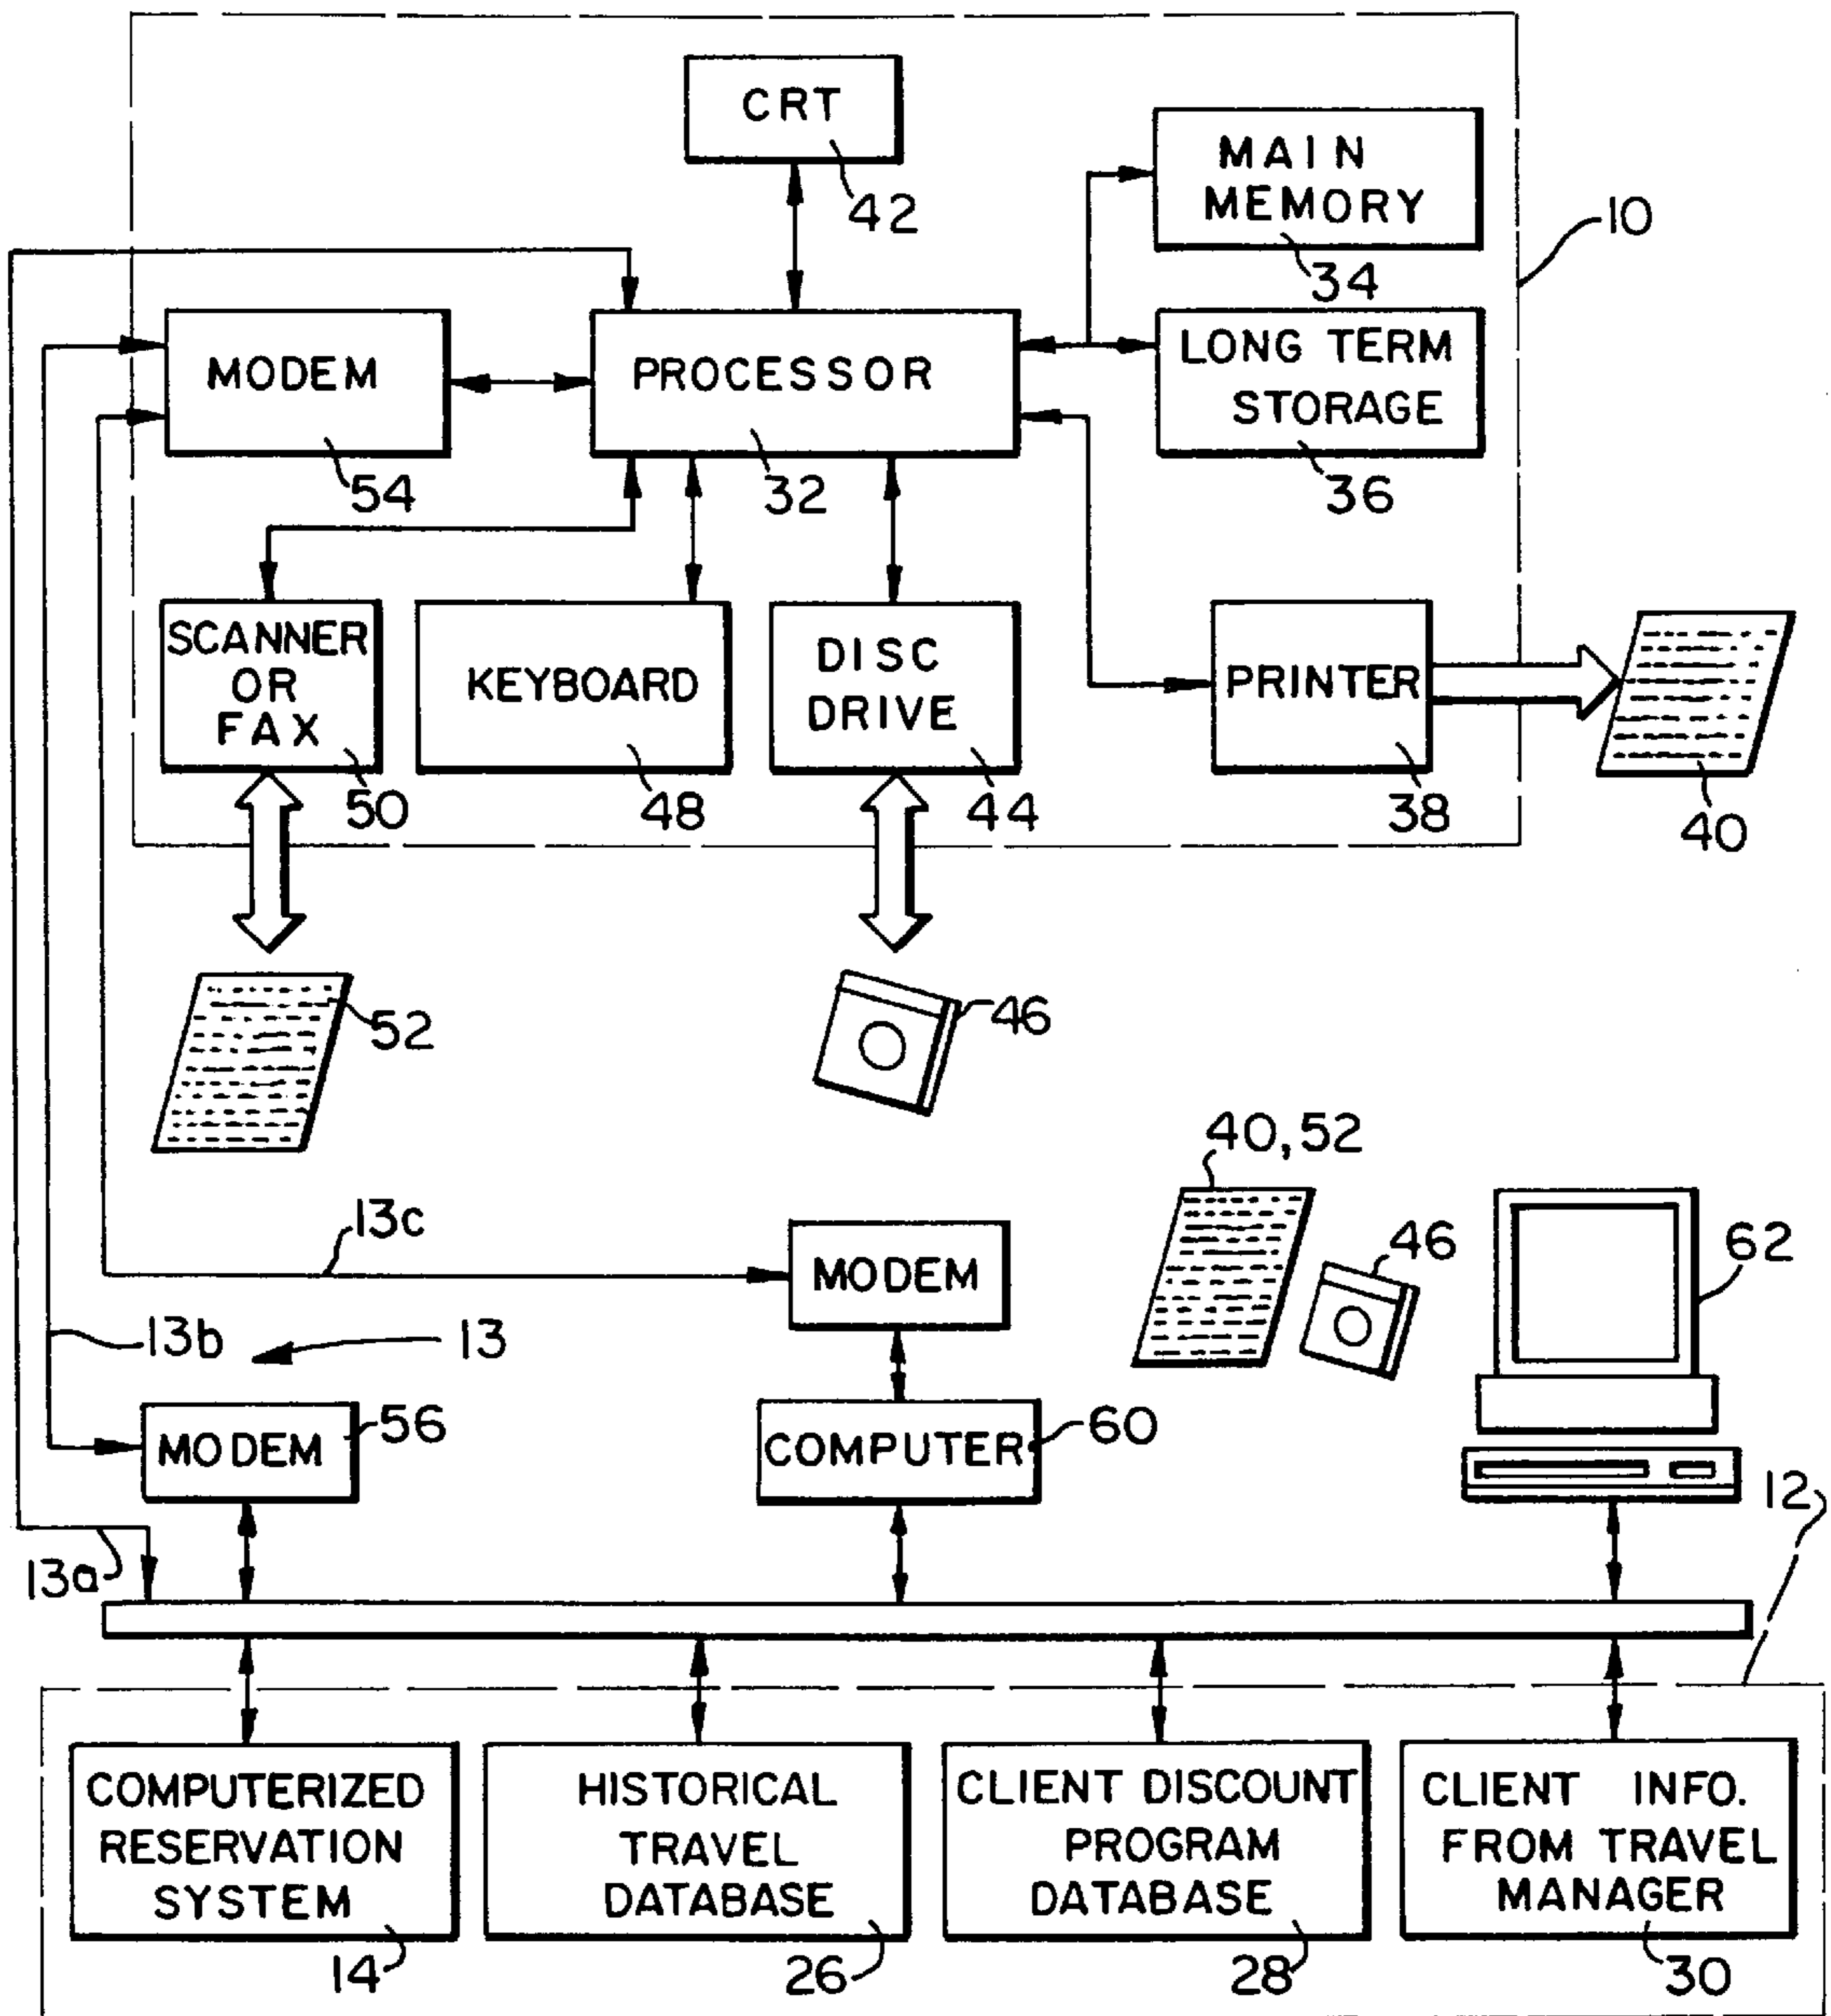 CRT
42
MAIN
MEMORY
34
10
MODEM
54
PROCESSOR
32
LONG TERM
STORAGE
36
SCANNER
OR
FAX
50
KEYBOARD
48
DISC
DRIVE
44
PRINTER
38
40
52
46
40,52
46
62
13c
MODEM
13b
13
MODEM
56
COMPUTER
60
12
13a
COMPUTERIZED
RESERVATION
SYSTEM
14
HISTORICAL
TRAVEL
DATABASE
26
CLIENT DISCOUNT
PROGRAM
DATABASE
28
CLIENT INFO.
FROM TRAVEL
MANAGER
30